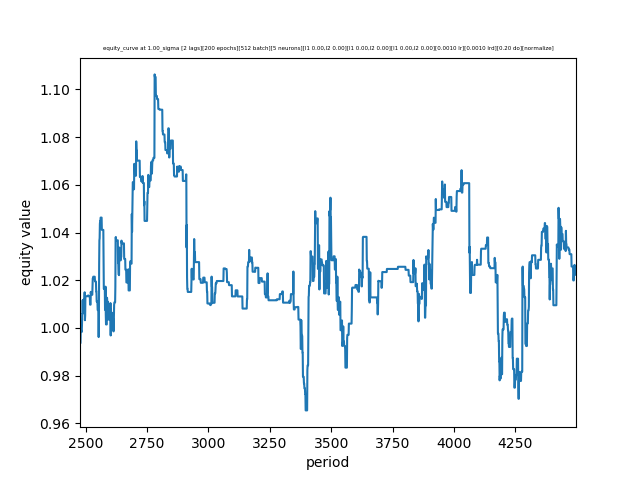 equity_curve at 1.00_sigma [2 lags][200 epochs][512 batch][5 neurons][l1 0.00,l2 0.00][l1 0.00,l2 0.00][l1 0.00,l2 0.00][0.0010 lr][0.0010 lrd][0.20 do][normalize]
1.10
1.08
1.06
1.04
1.02
1.00
0.98
0.96
equity value
2500 2750 3000 3250 3500 3750 4000 4250
period